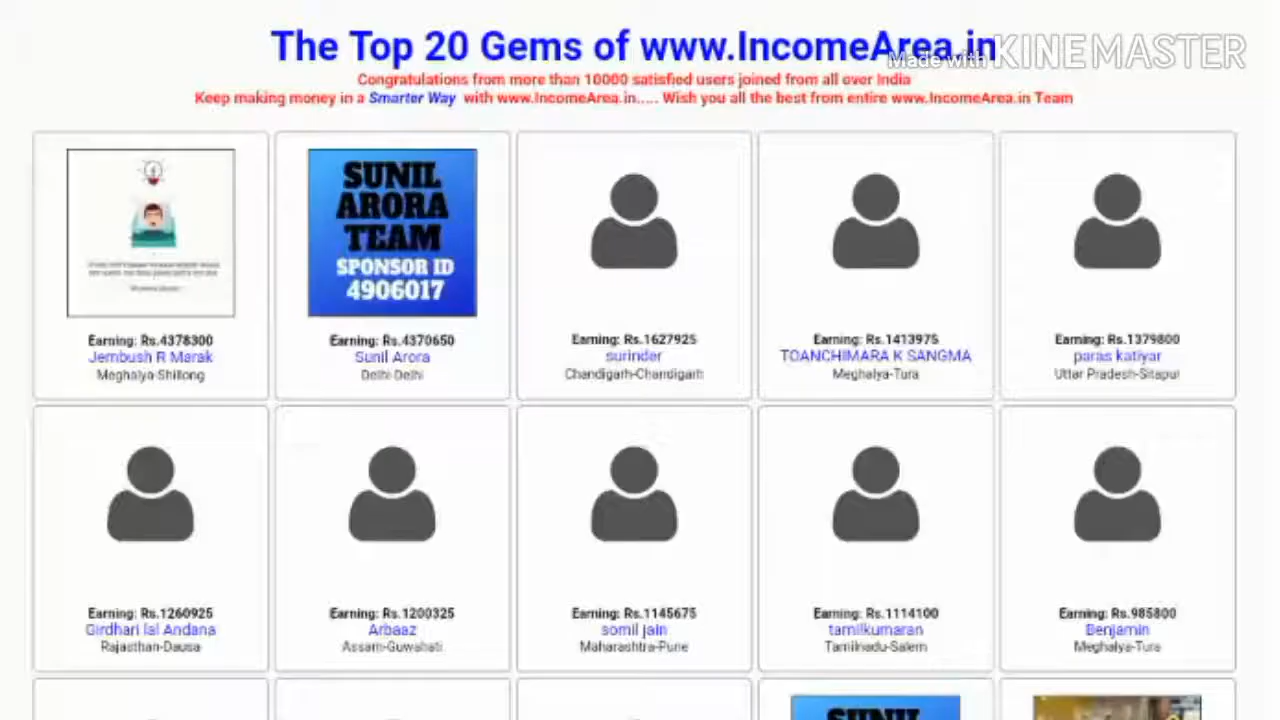 The Top 20 Gems of www.IncomeArea.in
Made with KINEMASTER
Congratulations from more than 10000 satisfied users joined from all over India
Keep making money in a Smarter Way with www.IncomeArea.in..... Wish you all the best from entire www.IncomeArea.in Team
SUNIL
ARORA
TEAM
SPONSOR ID
4906017
Earning: Rs.4378300
Jembush R Marak
Meghalya-Shillong
Earning: Rs.4370650
Sunil Arora
Delhi-Delhi
Earning: Rs.1627925
surinder
Chandigarh-Chandigarh
Earning: Rs.1413975
TOANCHIMARA K SANGMA
Meghalya-Tura
Earning: Rs.1379800
paras katiyar
Uttar Pradesh-Sitapur
Earning: Rs.1260925
Girdhari lal Andana
Rajasthan-Dausa
Earning: Rs.1200325
Arbaaz
Assam-Guwahati
Earning: Rs.1145675
somil jain
Maharashtra-Pune
Earning: Rs.1114100
tamilkumaran
Tamilnadu-Salem
Earning: Rs.985800
Benjamin
Meghalya-Tura
SUNIL